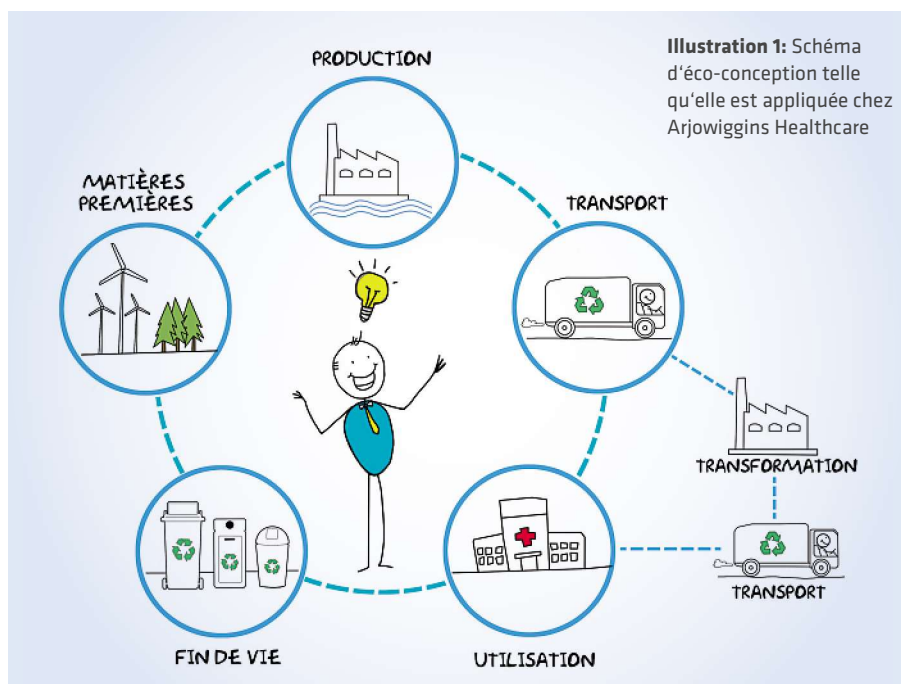 Illustration 1: Schéma
d‘éco-conception telle
qu‘elle est appliquée chez
Arjowiggins Healthcare
PRODUCTION
MATIÈRES
PREMIÈRES
TRANSPORT
TRANSFORMATION
TRANSPORT
UTILISATION
FIN DE VIE